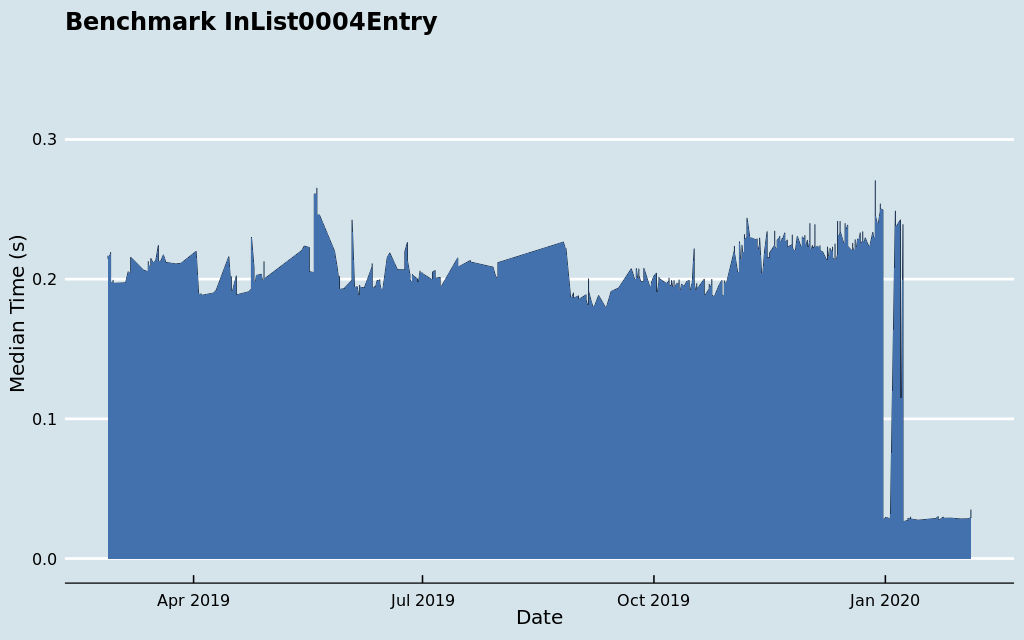 Benchmark InList0004Entry
0.3
0.2
0.1
0.0
Median Time (s)
Apr 2019
Jul 2019
Oct 2019
Jan 2020
Date